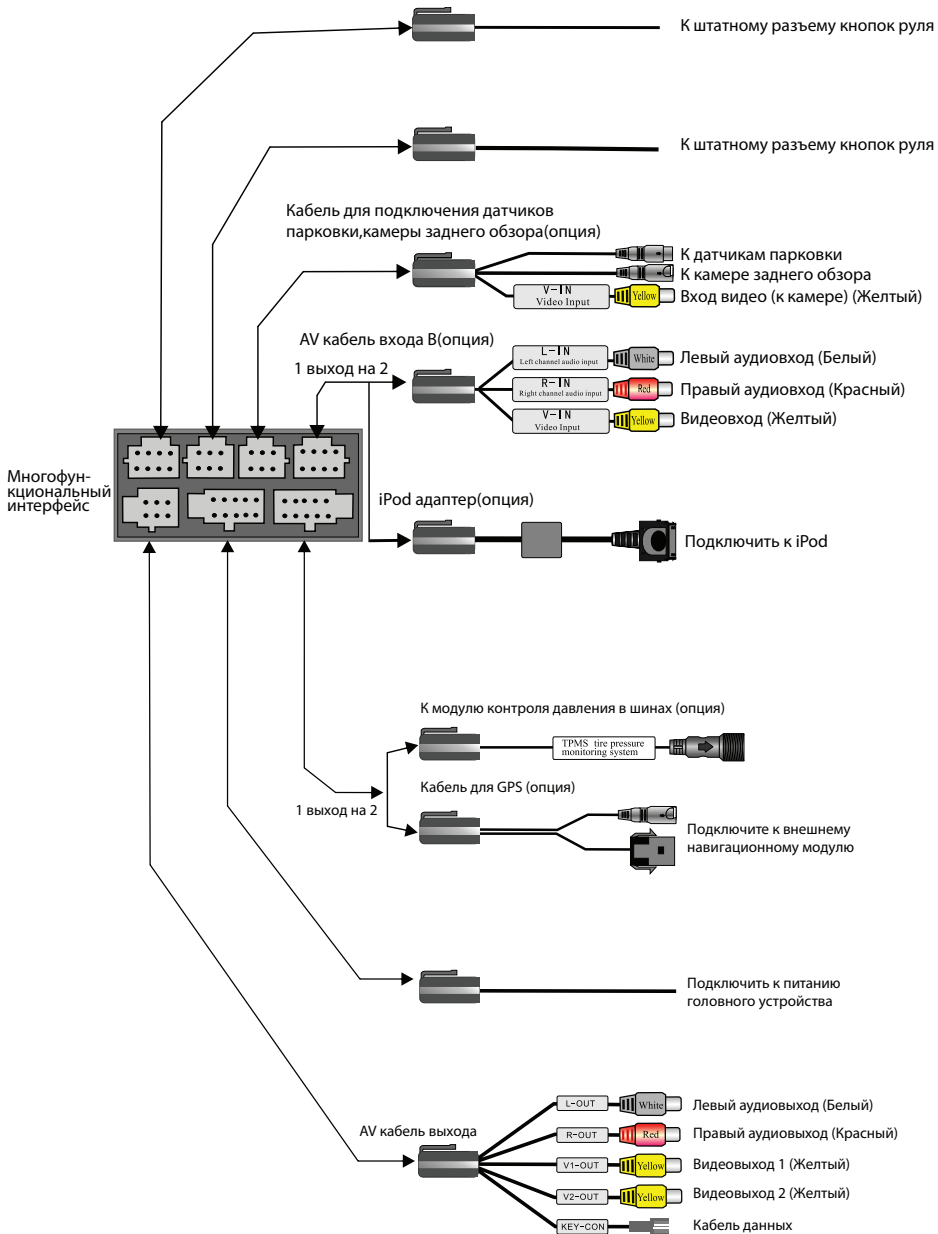 К штатному разъему кнопок руля
К штатному разъему кнопок руля
Кабель для подключения датчиков
парковки,камеры заднего обзора(опция)
К датчикам парковки
К камере заднего обзора
V-IN
Video Input
Yellow
Вход видео (к камере) (Желтый)
AV кабель входа B(опция)
1 выход на 2
L-IN
Left channel audio input
White
Левый аудиовход (Белый)
R-IN
Right channel audio input
Red
Правый аудиовход (Красный)
V-IN
Video Input
Yellow
Видеовход (Желтый)
Многофун-
кциональный
интерфейс
iPod адаптер(опция)
Подключить к iPod
К модулю контроля давления в шинах (опция)
TPMS tire pressure
monitoring system
Кабель для GPS (опция)
1 выход на 2
Подключите к внешнему
навигационному модулю
Подключить к питанию
головного устройства
AV кабель выхода
L-OUT
White
Левый аудиовыход (Белый)
R-OUT
Red
Правый аудиовыход (Красный)
V1-OUT
Yellow
Видеовыход 1 (Желтый)
V2-OUT
Yellow
Видеовыход 2 (Желтый)
KEY-CON
Кабель данных